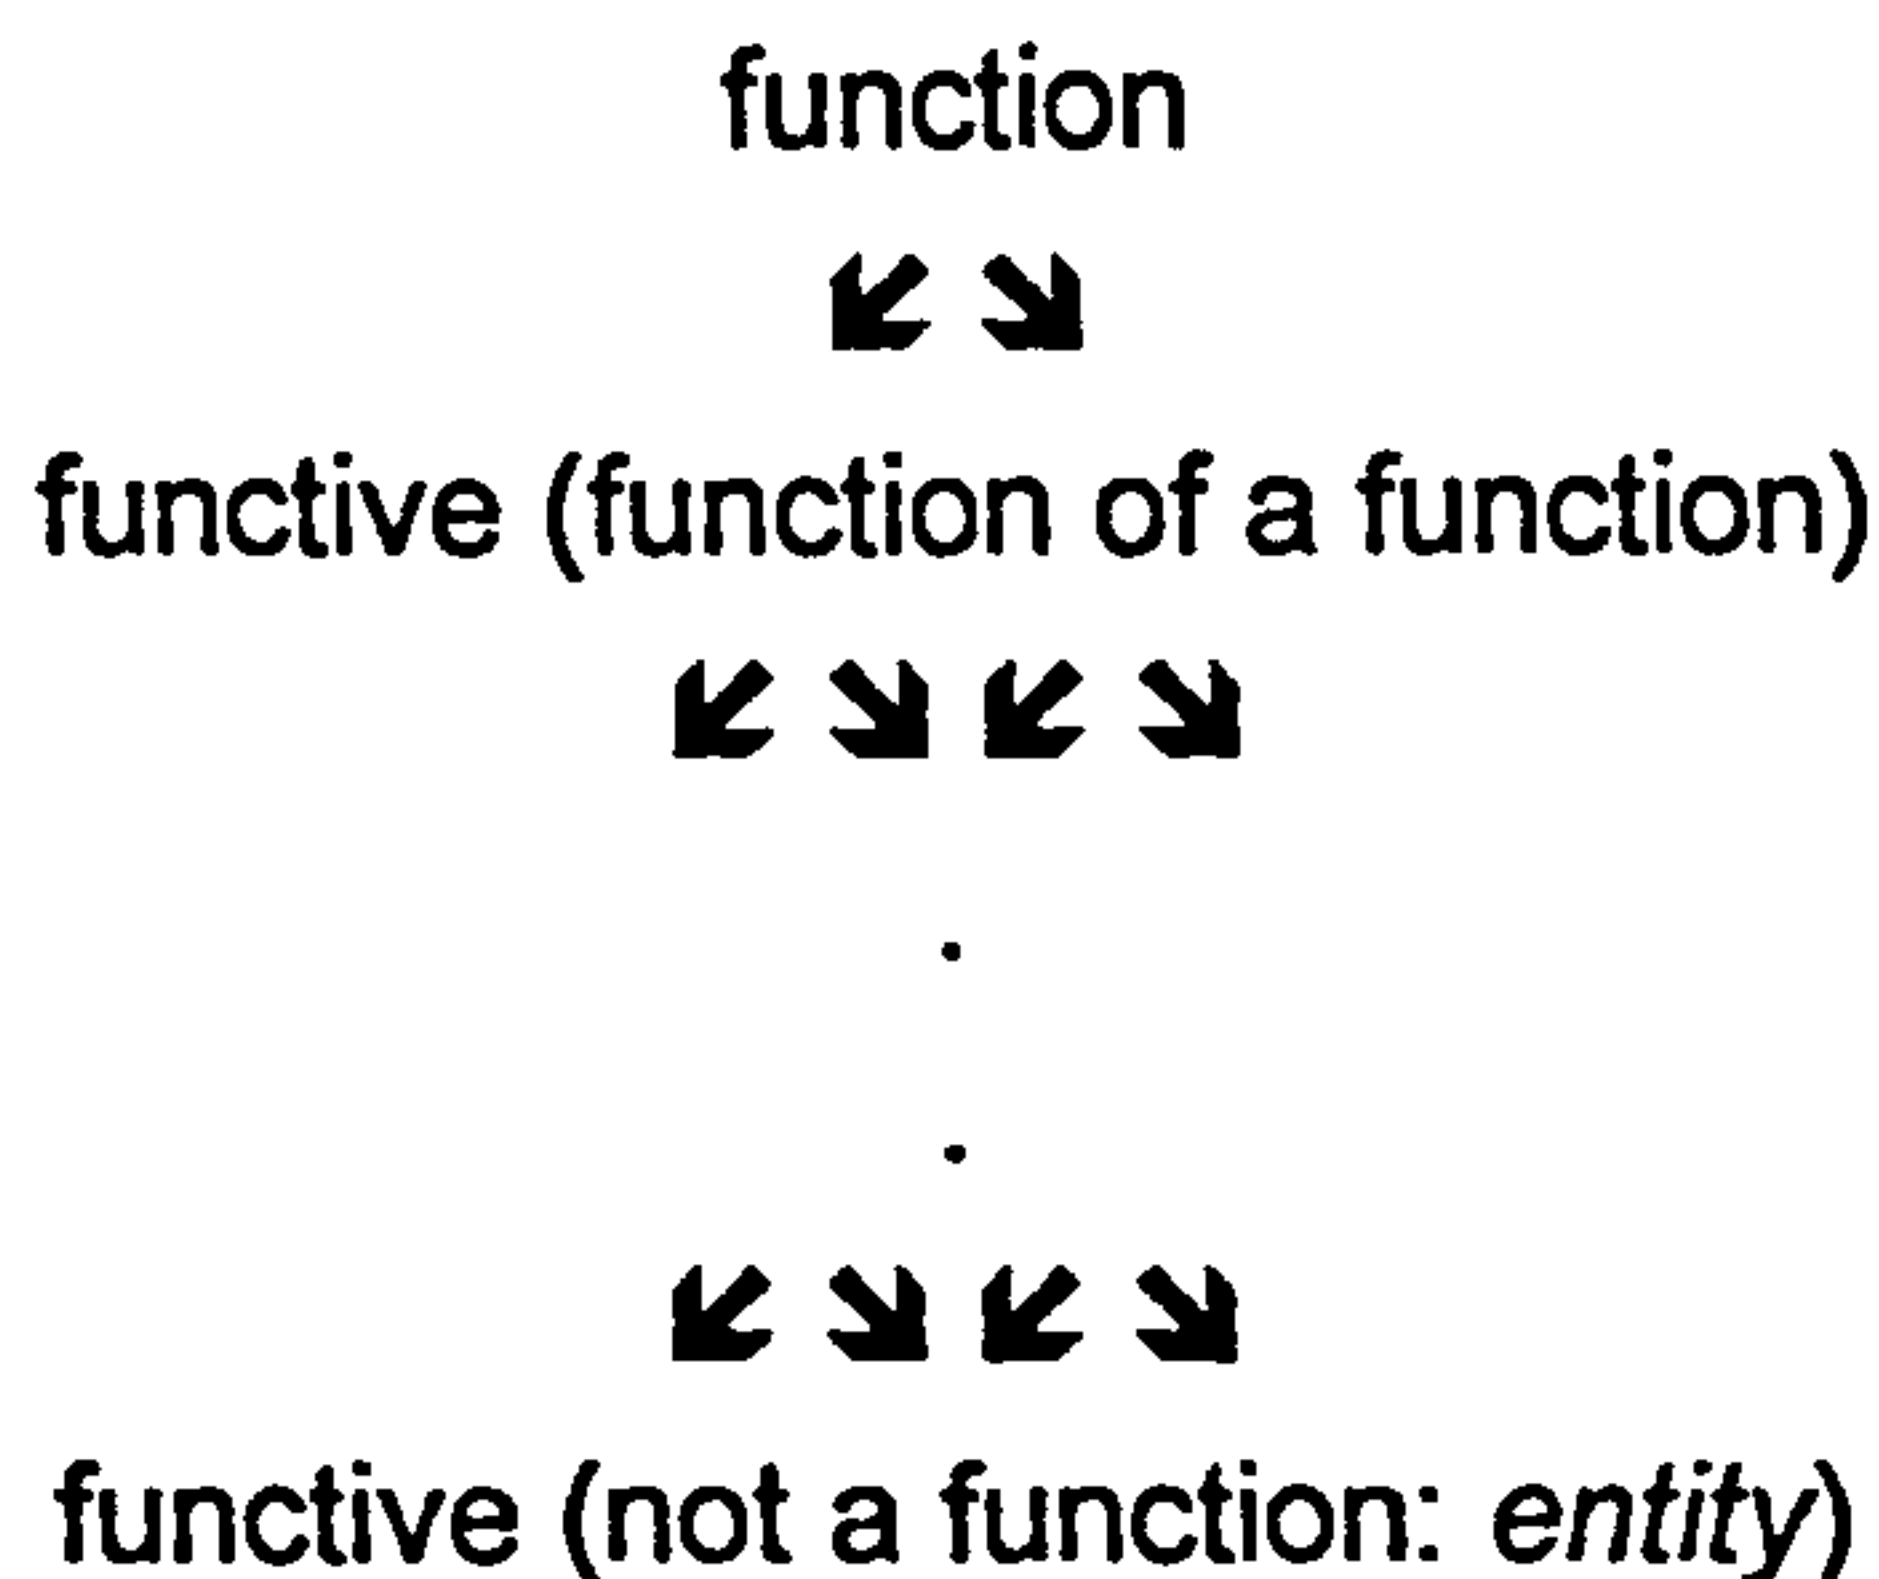 function
functive (function of a function)
.
.
functive (not a function: entity)